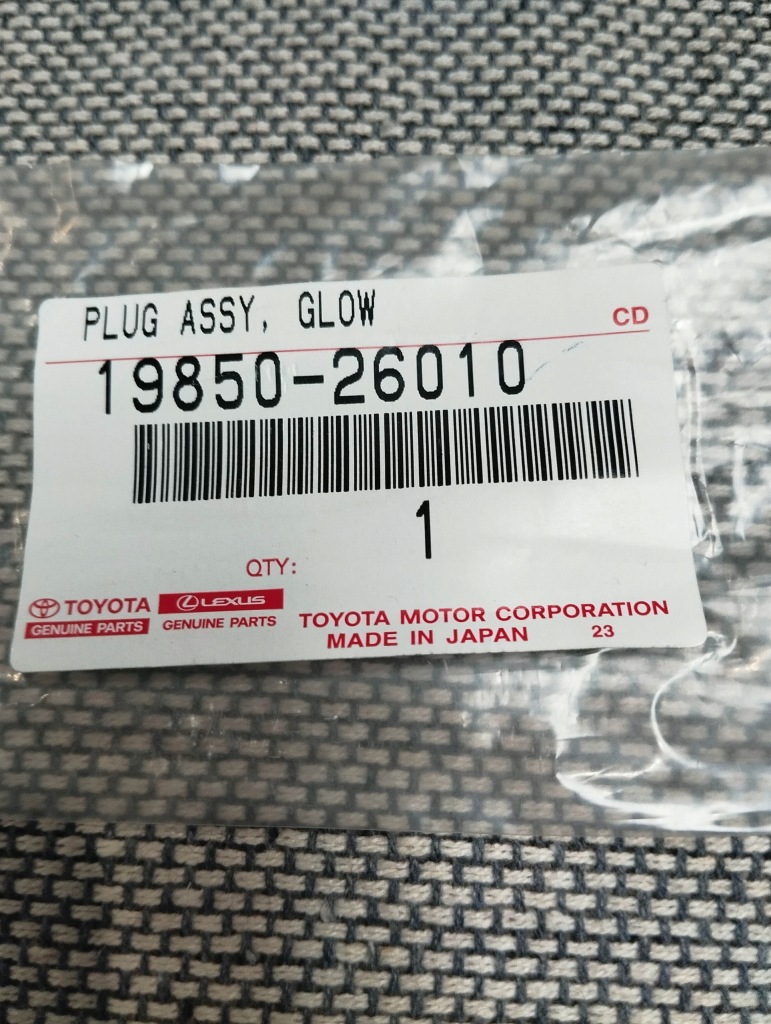 PLUG ASSY, GLOW
CD
19850-26010
1
QTY:
TOYOTA
GENUINE PARTS
LEXUS
GENUINE PARTS
TOYOTA MOTOR CORPORATION
MADE IN JAPAN 23